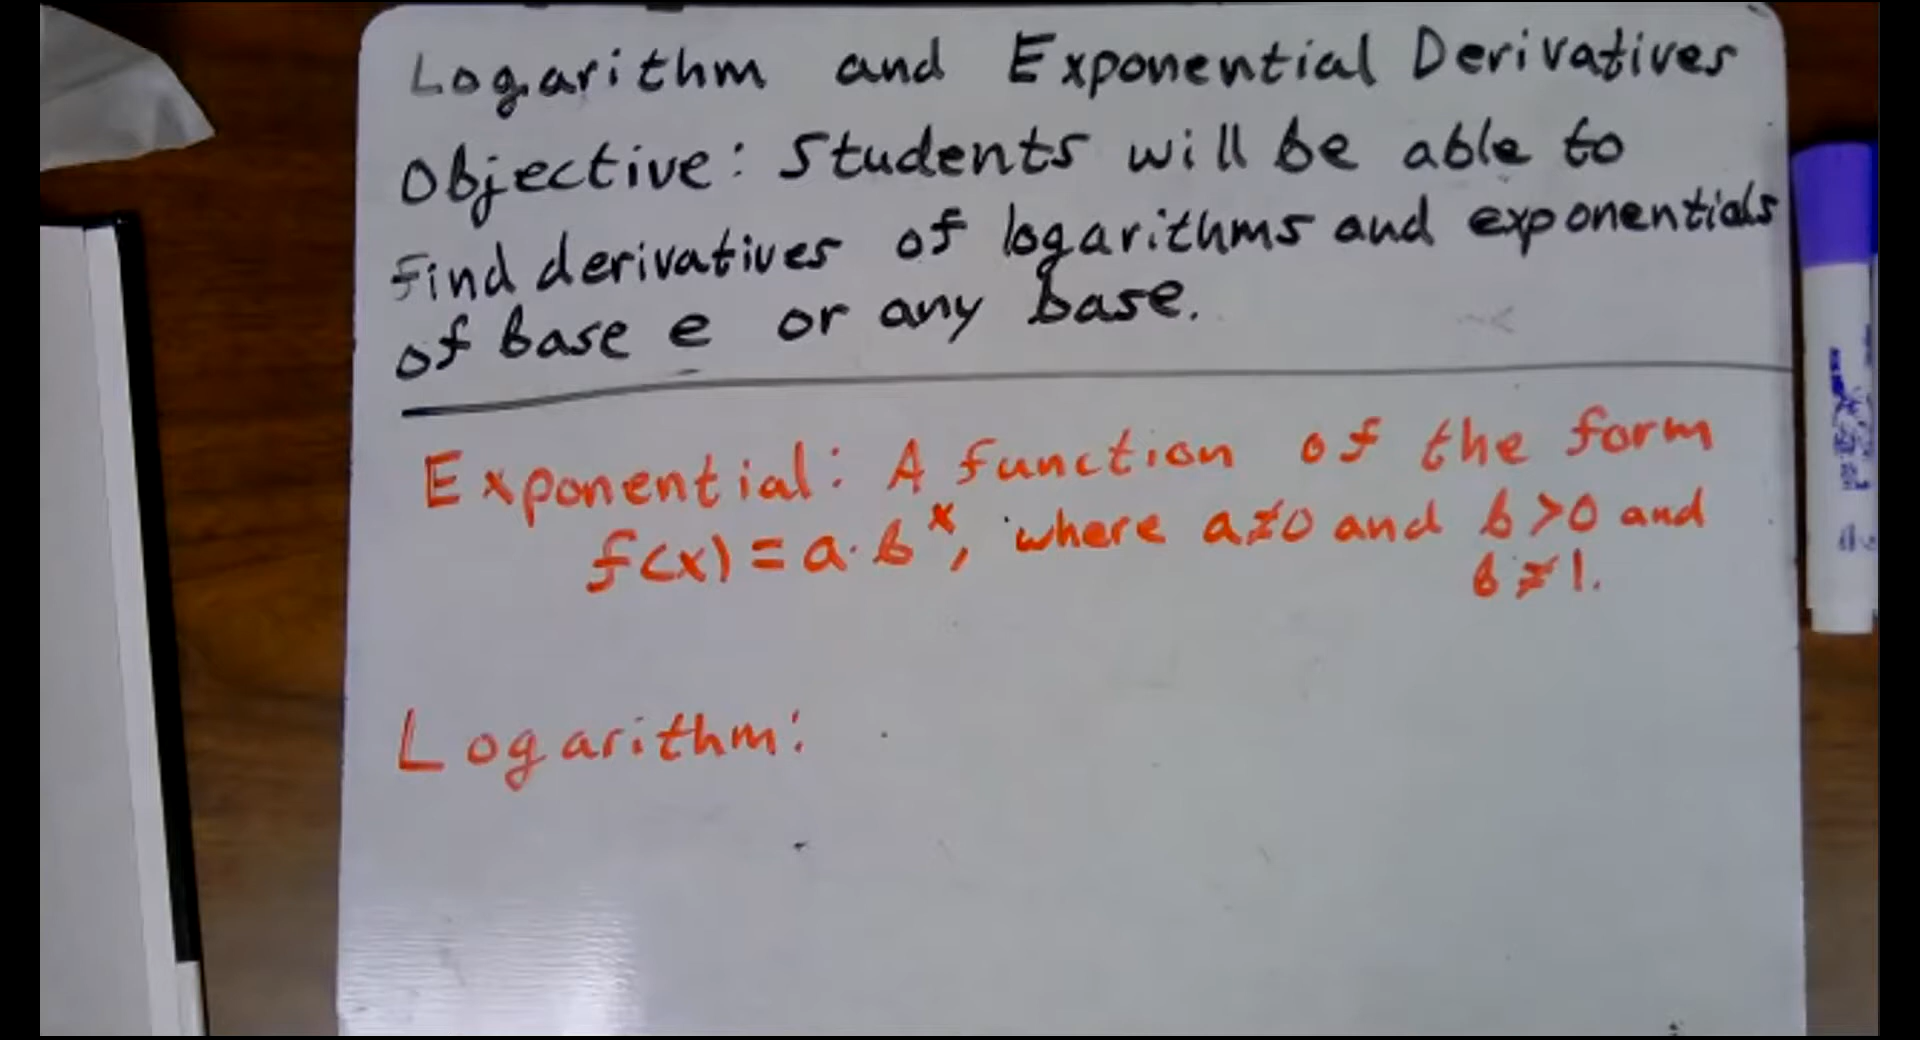 Logarithm and Exponential Derivatives
Objective: Students will be able to
Find derivatives of logarithms and exponentials
of base e or any base.
Exponential: A function of the form
f(x) = a·b^x, where a≠0 and b>0 and
b≠1.
Logarithm: